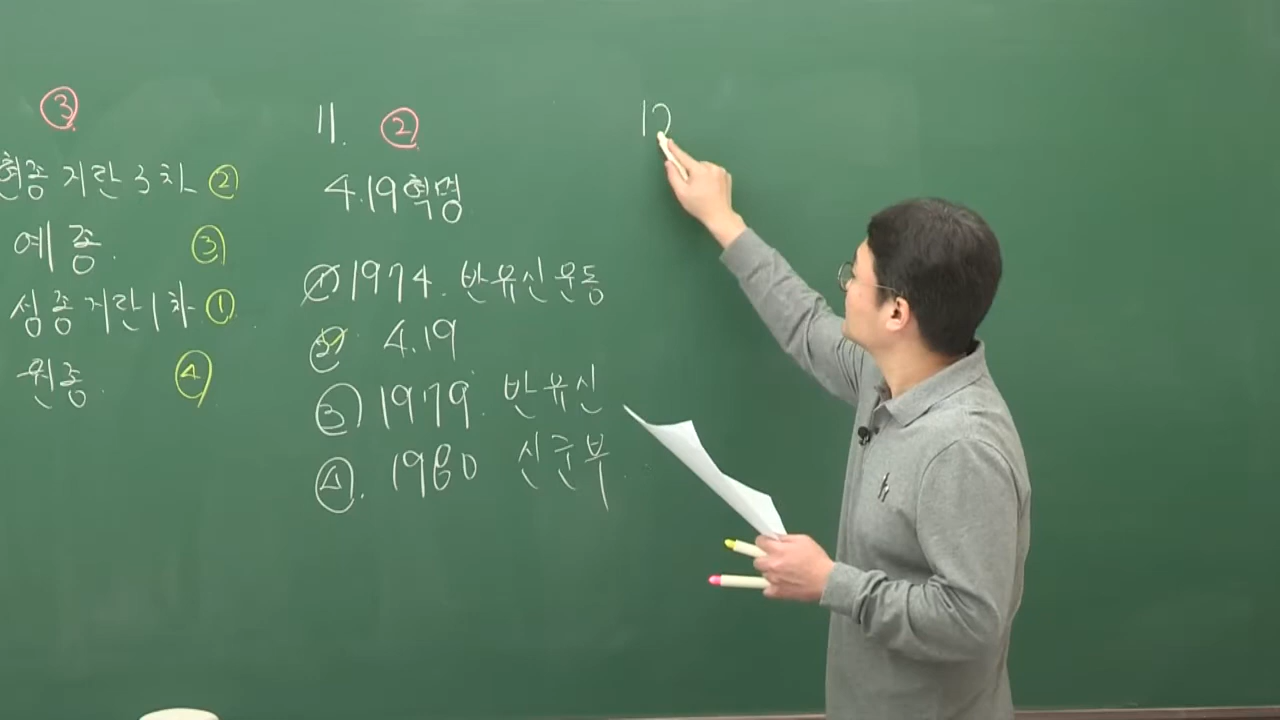 ③
현종 거란 3차 ②
예종. ③
성종 거란 1차 ①
원종. ④
11. ②
4.19혁명
① 1974. 반유신운동
② 4.19
③ 1979. 반유신
④. 1980 신군부
12